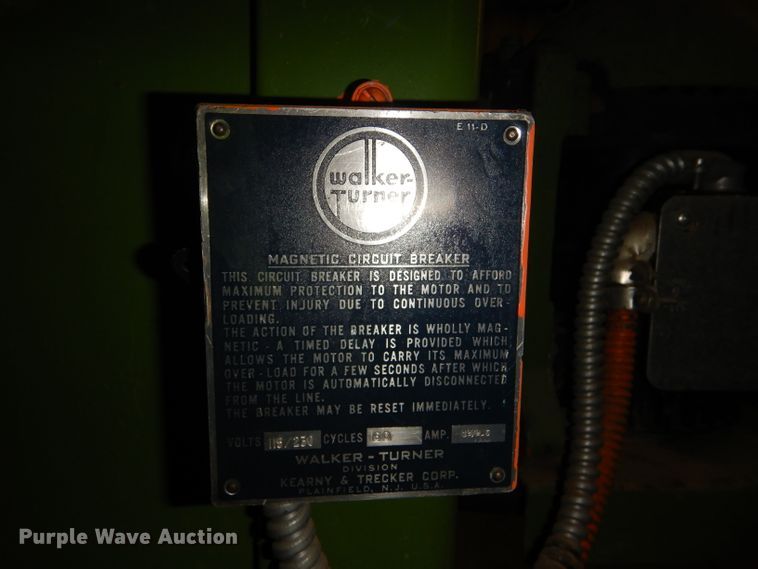 E 11-D
walker-
Turner
MAGNETIC CIRCUIT BREAKER
THIS CIRCUIT BREAKER IS DESIGNED TO AFFORD
MAXIMUM PROTECTION TO THE MOTOR AND TO
PREVENT INJURY DUE TO CONTINUOUS OVER-
LOADING.
THE ACTION OF THE BREAKER IS WHOLLY MAG-
NETIC - A TIMED DELAY IS PROVIDED WHICH
ALLOWS THE MOTOR TO CARRY ITS MAXIMUM
OVER-LOAD FOR A FEW SECONDS AFTER WHICH
THE MOTOR IS AUTOMATICALLY DISCONNECTED
FROM THE LINE.
THE BREAKER MAY BE RESET IMMEDIATELY.
VOLTS 115/230 CYCLES 60 AMP.
WALKER - TURNER
DIVISION
KEARNY & TRECKER CORP.
PLAINFIELD, N.J. U.S.A.
Purple Wave Auction